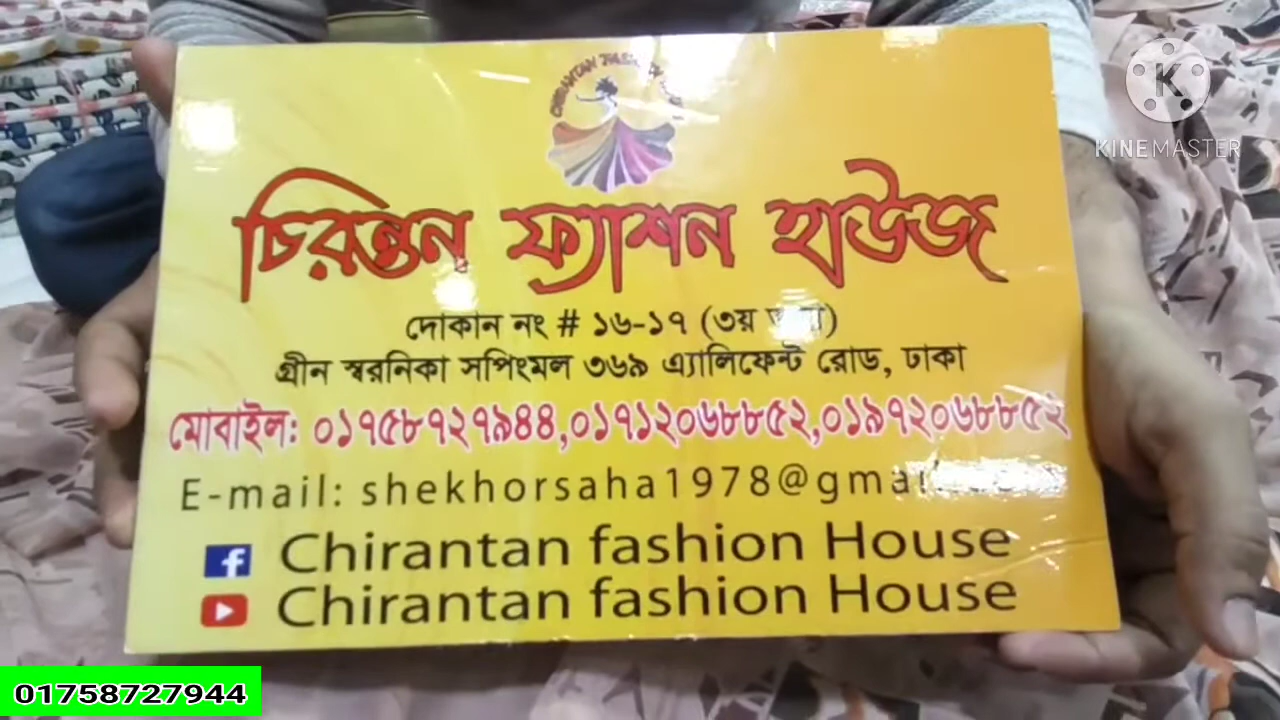 KINEMASTER
চিরন্তন ফ্যাশন হাউজ
দোকান নং # ১৬-১৭ (৩য়
গ্রীন স্বরনিকা সপিংমল ৩৬৯ এ্যালিফেন্ট রোড, ঢাকা
মোবাইল: ০১৭৫৮৭২৭৯৪৪,০১৭১২০৬৮৮৫২,০১৯৭২০৬৮৮৫২
E-mail: shekhorsaha1978@
Chirantan fashion House
Chirantan fashion House
01758727944